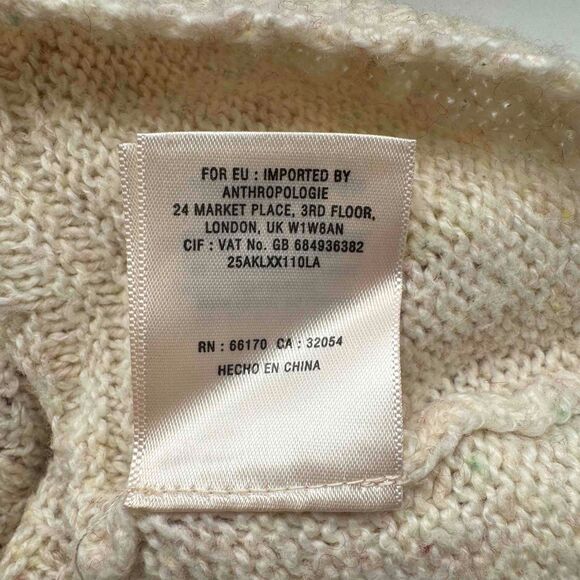 FOR EU : IMPORTED BY
ANTHROPOLOGIE
24 MARKET PLACE, 3RD FLOOR,
LONDON, UK W1W8AN
CIF : VAT No. GB 684936382
25AKLXX110LA
RN : 66170 CA : 32054
HECHO EN CHINA